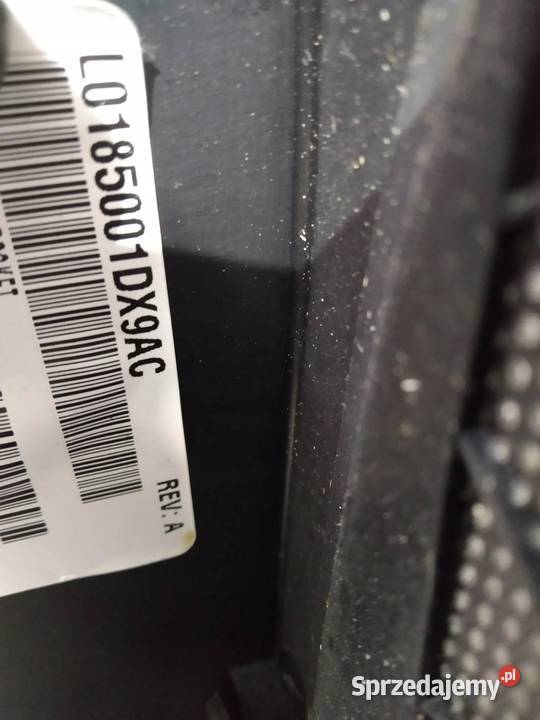 L0185001DX9AC
REV: A
Sprzedajemy.pl